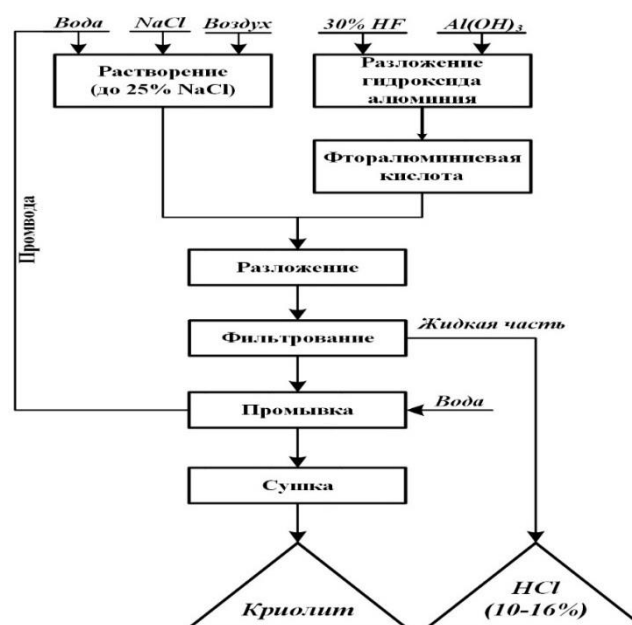 Вода NaCl Воздух 30% HF Al(OH)₃
Растворение
(до 25% NaCl)
Разложение
гидроксида
алюминия
Фторалюминиевая
кислота
Промвода
Разложение
Фильтрование
Жидкая часть
Промывка
Вода
Сушка
Криолит
HCl
(10-16%)